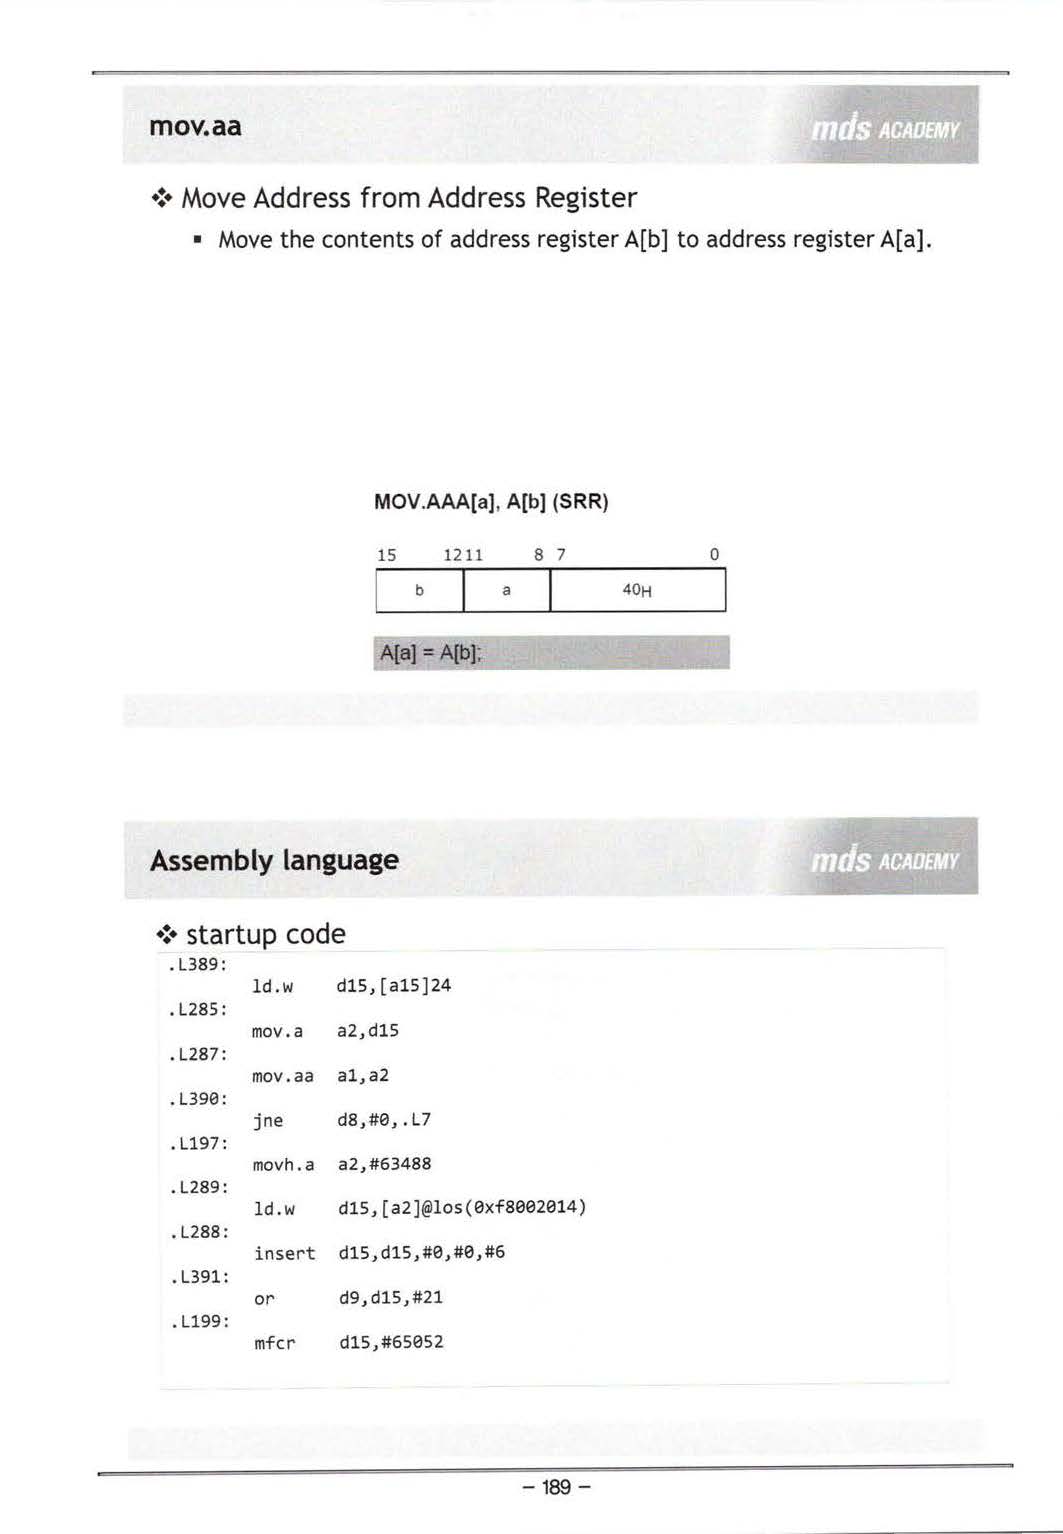 mov.aa
mds ACADEMY
❖ Move Address from Address Register
▪ Move the contents of address register A[b] to address register A[a].
MOV.AAA[a], A[b] (SRR)
15 1211 8 7 0
b a 40H
A[a] = A[b];
Assembly language
mds ACADEMY
❖ startup code
.L389:
ld.w d15,[a15]24
.L285:
mov.a a2,d15
.L287:
mov.aa a1,a2
.L390:
jne d8,#0,.L7
.L197:
movh.a a2,#63488
.L289:
ld.w d15,[a2]@los(0xf8002014)
.L288:
insert d15,d15,#0,#0,#6
.L391:
or d9,d15,#21
.L199:
mfcr d15,#65052
– 189 –